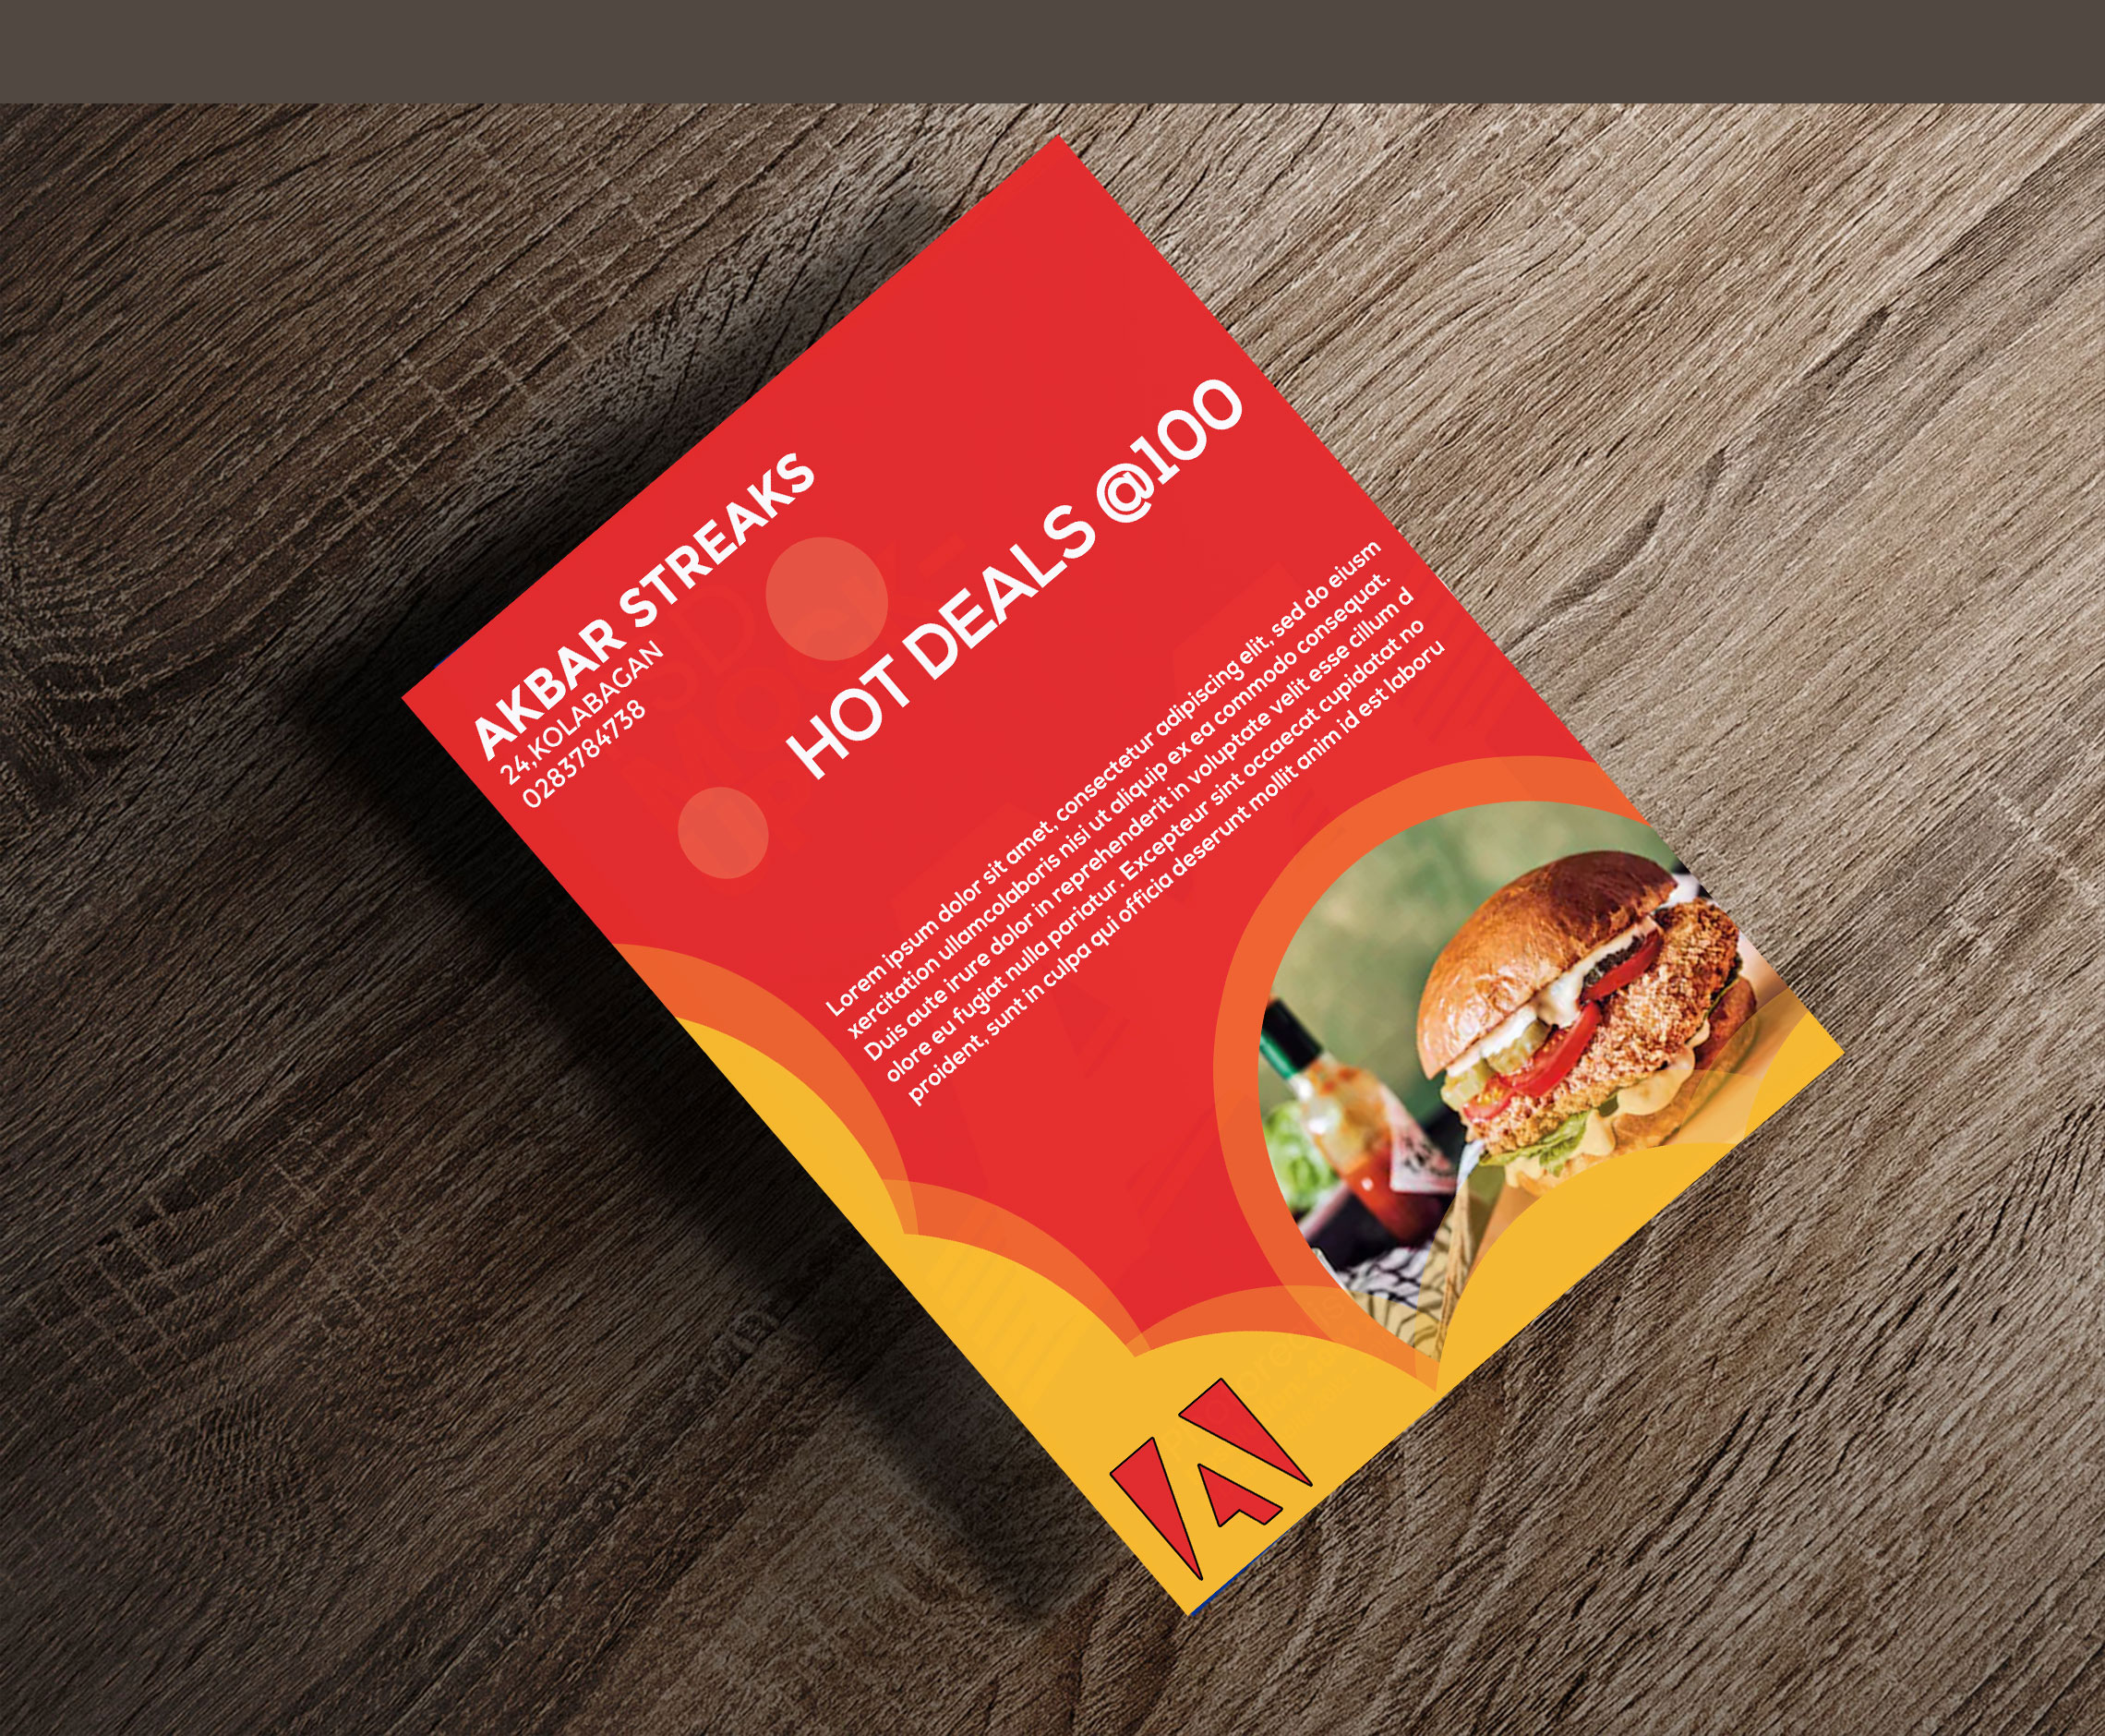 AKBAR STREAKS
24,KOLABAGAN
0283784738
HOT DEALS @100
Lorem ipsum dolor sit amet, consectetur adipiscing elit, sed do eiusm
xercitation ullamcolaboris nisi ut aliquip ex ea commodo consequat.
Duis aute irure dolor in reprehenderit in voluptate velit esse cillum d
olore eu fugiat nulla pariatur. Excepteur sint occaecat cupidatat no
proident, sunt in culpa qui officia deserunt mollit anim id est laboru